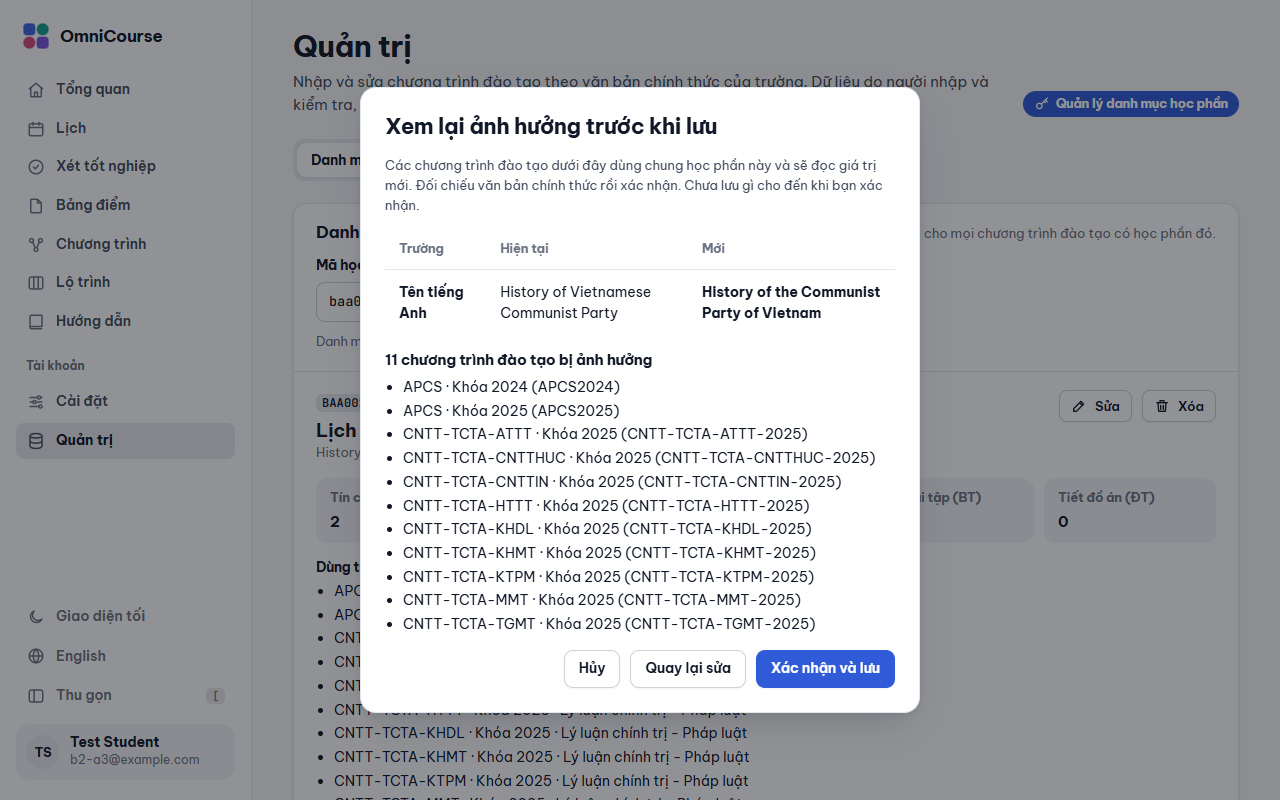 OmniCourse
Tổng quan
Lịch
Xét tốt nghiệp
Bảng điểm
Chương trình
Lộ trình
Hướng dẫn
Tài khoản
Cài đặt
Quản trị
Giao diện tối
English
Thu gọn
[
TS
Test Student
b2-a3@example.com
Quản trị
Nhập và sửa chương trình đào tạo theo văn bản chính thức của trường. Dữ liệu do người nhập và
kiểm tra,
Quản lý danh mục học phần
Danh m
Danh
cho mọi chương trình đào tạo có học phần đó.
Mã học
baa0
Danh m
BAA00
Sửa
Xóa
Lịch
History
Tín c
2
i tập (BT)
Tiết đồ án (ĐT)
0
Dùng t
APC
APC
CNT
CNT
CNT
CNTT-TCTA-HTTT · Khóa 2025 · Lý luận chính trị - Pháp luật
CNTT-TCTA-KHDL · Khóa 2025 · Lý luận chính trị - Pháp luật
CNTT-TCTA-KHMT · Khóa 2025 · Lý luận chính trị - Pháp luật
CNTT-TCTA-KTPM · Khóa 2025 · Lý luận chính trị - Pháp luật
Xem lại ảnh hưởng trước khi lưu
Các chương trình đào tạo dưới đây dùng chung học phần này và sẽ đọc giá trị
mới. Đối chiếu văn bản chính thức rồi xác nhận. Chưa lưu gì cho đến khi bạn xác
nhận.
Trường Hiện tại Mới
Tên tiếng History of Vietnamese History of the Communist
Anh Communist Party Party of Vietnam
11 chương trình đào tạo bị ảnh hưởng
APCS · Khóa 2024 (APCS2024)
APCS · Khóa 2025 (APCS2025)
CNTT-TCTA-ATTT · Khóa 2025 (CNTT-TCTA-ATTT-2025)
CNTT-TCTA-CNTTHUC · Khóa 2025 (CNTT-TCTA-CNTTHUC-2025)
CNTT-TCTA-CNTTIN · Khóa 2025 (CNTT-TCTA-CNTTIN-2025)
CNTT-TCTA-HTTT · Khóa 2025 (CNTT-TCTA-HTTT-2025)
CNTT-TCTA-KHDL · Khóa 2025 (CNTT-TCTA-KHDL-2025)
CNTT-TCTA-KHMT · Khóa 2025 (CNTT-TCTA-KHMT-2025)
CNTT-TCTA-KTPM · Khóa 2025 (CNTT-TCTA-KTPM-2025)
CNTT-TCTA-MMT · Khóa 2025 (CNTT-TCTA-MMT-2025)
CNTT-TCTA-TGMT · Khóa 2025 (CNTT-TCTA-TGMT-2025)
Hủy
Quay lại sửa
Xác nhận và lưu